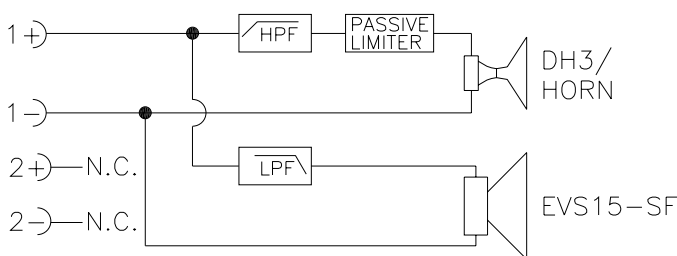 1+
HPF
PASSIVE
LIMITER
DH3/
HORN
1-
2+ N.C.
LPF
2- N.C.
EVS15-SF